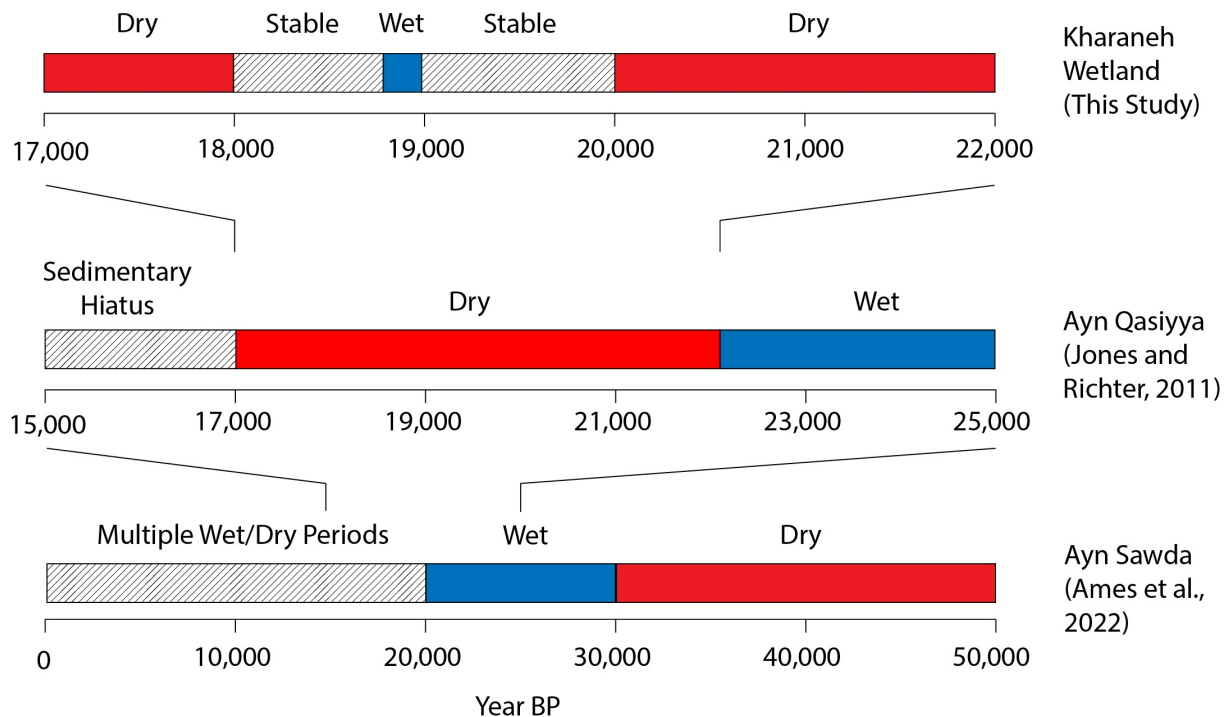 Dry Stable Wet Stable Dry
Kharaneh
Wetland
(This Study)
17,000 18,000 19,000 20,000 21,000 22,000
Sedimentary
Hiatus
Dry Wet
Ayn Qasiyya
(Jones and
Richter, 2011)
15,000 17,000 19,000 21,000 23,000 25,000
Multiple Wet/Dry Periods Wet Dry
Ayn Sawda
(Ames et al.,
2022)
0 10,000 20,000 30,000 40,000 50,000
Year BP